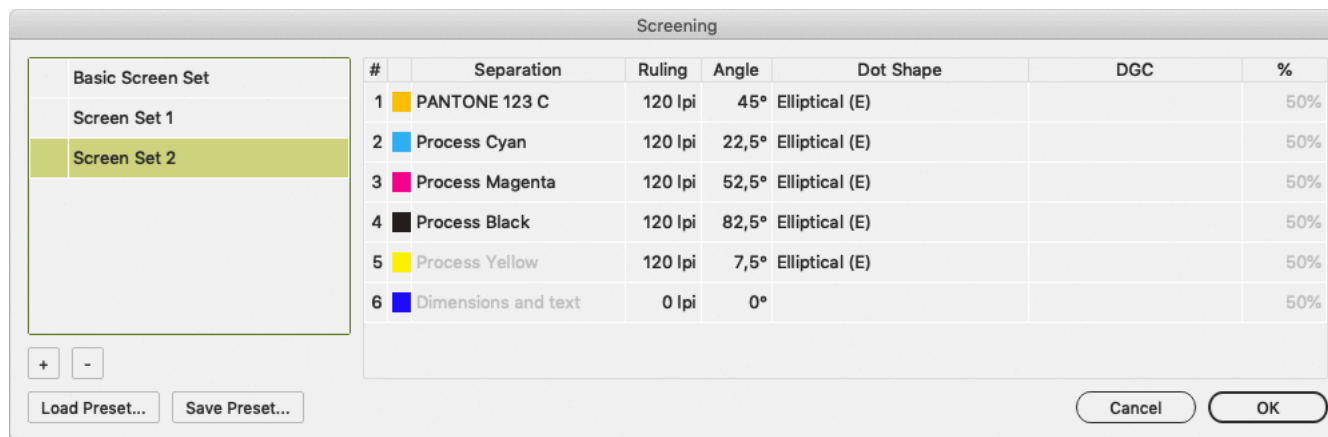 Screening
Basic Screen Set
Screen Set 1
Screen Set 2
+ -
Load Preset... Save Preset...
# Separation Ruling Angle Dot Shape DGC %
1 PANTONE 123 C 120 lpi 45° Elliptical (E) 50%
2 Process Cyan 120 lpi 22,5° Elliptical (E) 50%
3 Process Magenta 120 lpi 52,5° Elliptical (E) 50%
4 Process Black 120 lpi 82,5° Elliptical (E) 50%
5 Process Yellow 120 lpi 7,5° Elliptical (E) 50%
6 Dimensions and text 0 lpi 0° 50%
Cancel OK